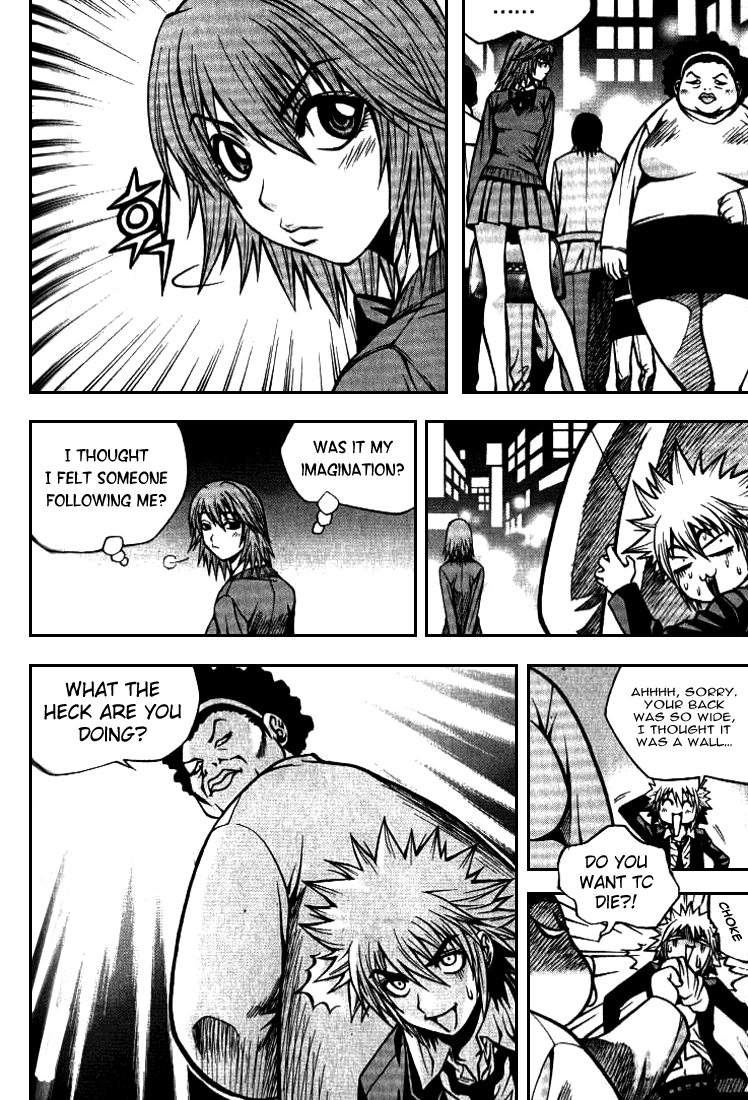 ......
I THOUGHT
I FELT SOMEONE
FOLLOWING ME?
WAS IT MY
IMAGINATION?
WHAT THE
HECK ARE YOU
DOING?
AHHHH, SORRY.
YOUR BACK
WAS SO WIDE,
I THOUGHT IT
WAS A WALL...
DO YOU
WANT TO
DIE?!
CHOKE